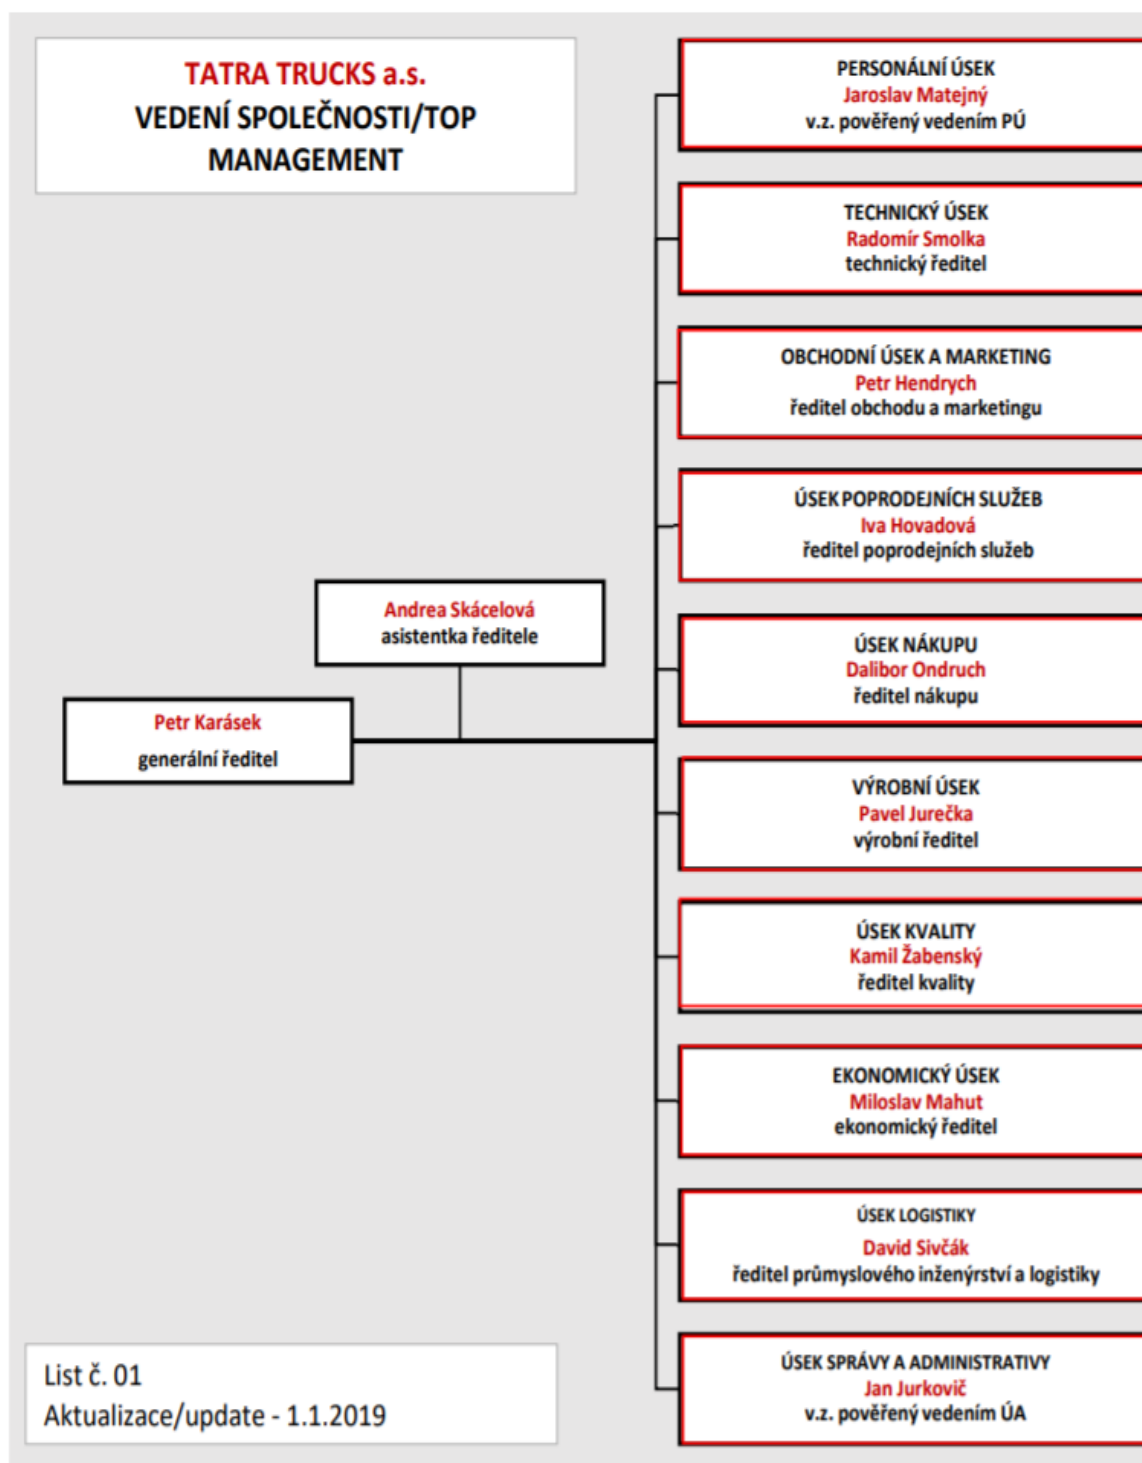 TATRA TRUCKS a.s.
VEDENÍ SPOLEČNOSTI/TOP
MANAGEMENT
PERSONÁLNÍ ÚSEK
Jaroslav Matejný
v.z. pověřený vedením PÚ
TECHNICKÝ ÚSEK
Radomír Smolka
technický ředitel
OBCHODNÍ ÚSEK A MARKETING
Petr Hendrych
ředitel obchodu a marketingu
ÚSEK POPRODEJNÍCH SLUŽEB
Iva Hovadová
ředitel poprodejních služeb
Andrea Skácelová
asistentka ředitele
Petr Karásek
generální ředitel
ÚSEK NÁKUPU
Dalibor Ondruch
ředitel nákupu
VÝROBNÍ ÚSEK
Pavel Jurečka
výrobní ředitel
ÚSEK KVALITY
Kamil Žabenský
ředitel kvality
EKONOMICKÝ ÚSEK
Miloslav Mahut
ekonomický ředitel
ÚSEK LOGISTIKY
David Sivčák
ředitel průmyslového inženýrství a logistiky
ÚSEK SPRÁVY A ADMINISTRATIVY
Jan Jurkovič
v.z. pověřený vedením ÚA
List č. 01
Aktualizace/update - 1.1.2019